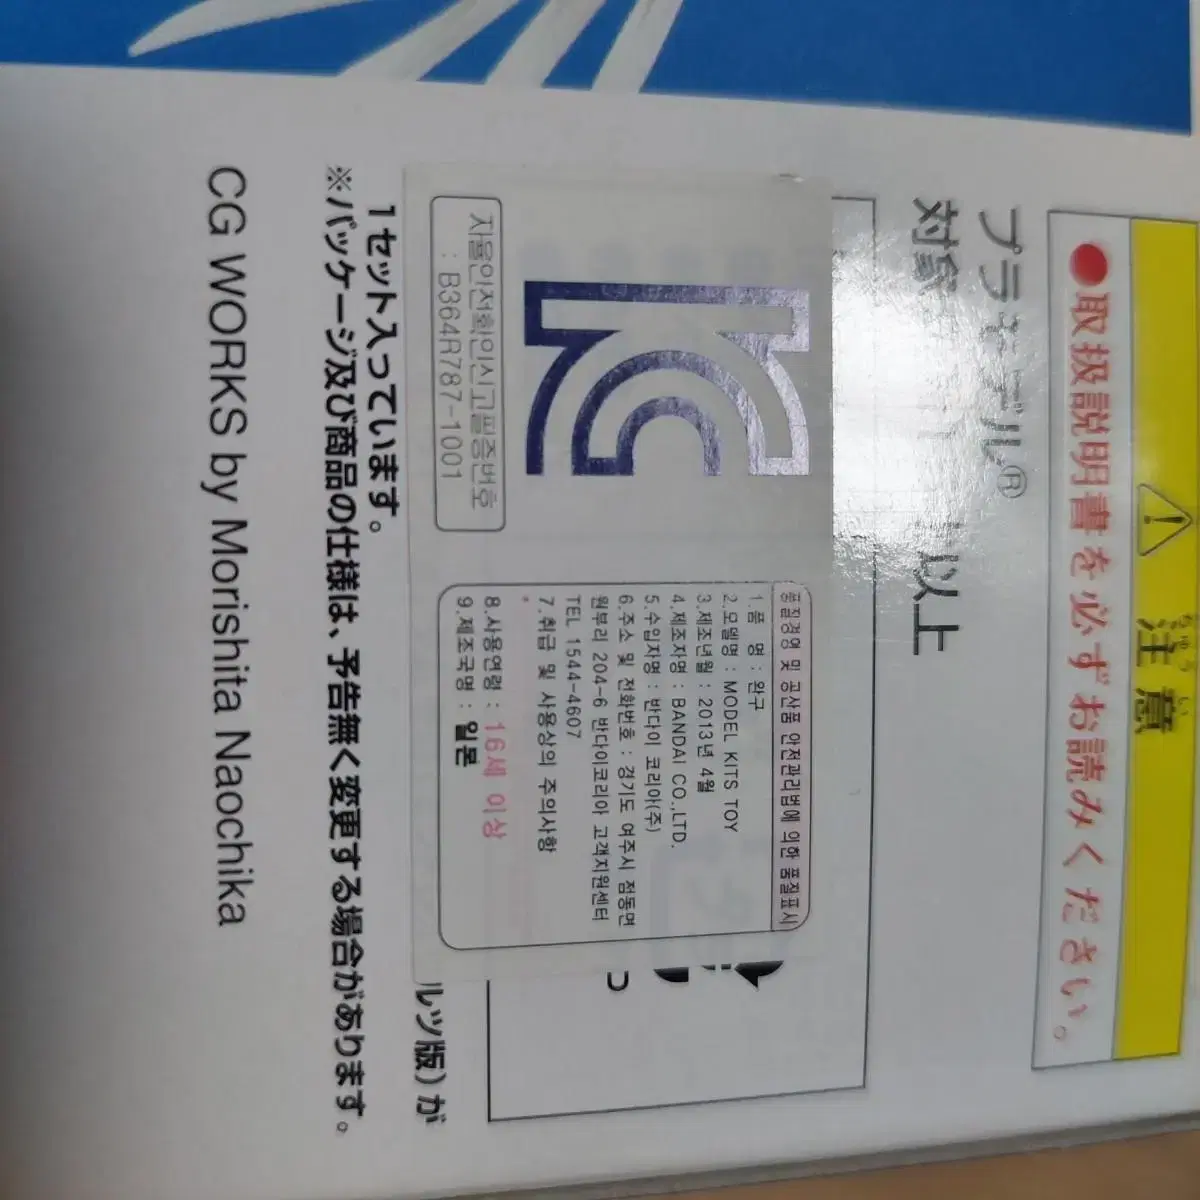 注意
●取扱説明書を必ずお読みください。
プラモデル®
対象
以上
KC
자율안전확인신고필증번호
: B364R787-1001
품질경영 및 공산품 안전관리법에 의한 품질표시
1.품 명 : 완구
2.모델명 : MODEL KITS TOY
3.제조년월 : 2013년 4월
4.제조자명 : BANDAI CO.,LTD.
5.수입자명 : 반다이 코리아(주)
6.주소 및 전화번호 : 경기도 여주시 점동면
원부리 204-6 반다이코리아 고객지원센터
TEL 1544-4607
7.취급 및 사용상의 주의사항
8.사용연령 : 16세 이상
9.제조국명 : 일본
ルツ版)が
1セット入っています。
※パッケージ及び商品の仕様は、予告無く変更する場合があります。
CG WORKS by Morishita Naochika